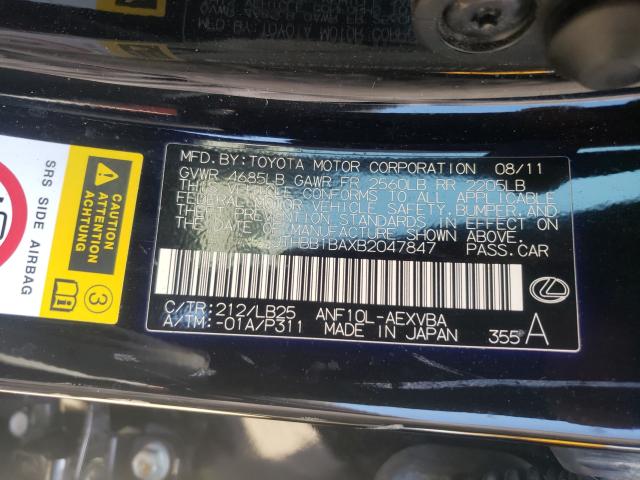 MFD. BY: TOYOTA MOTOR CORPORATION 08/11
GVWR 4685LB GAWR FR 2560LB RR 2205LB
THIS VEHICLE CONFORMS TO ALL APPLICABLE
FEDERAL MOTOR VEHICLE SAFETY, BUMPER, AND
THEFT PREVENTION STANDARDS IN EFFECT ON
THE DATE OF MANUFACTURE SHOWN ABOVE.
PASS.CAR
C/TR: 212/LB25 ANF10L-AEXVBA
A/TM: -01A/P311 MADE IN JAPAN 355 A
SRS SIDE AIRBAG
CAUTION
ATTENTION
ACHTUNG
3